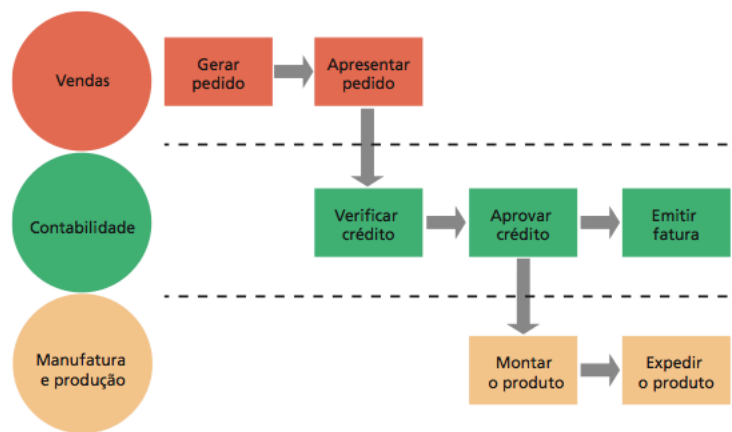 Vendas
Gerar
pedido
Apresentar
pedido
Contabilidade
Verificar
crédito
Aprovar
crédito
Emitir
fatura
Manufatura
e produção
Montar
o produto
Expedir
o produto